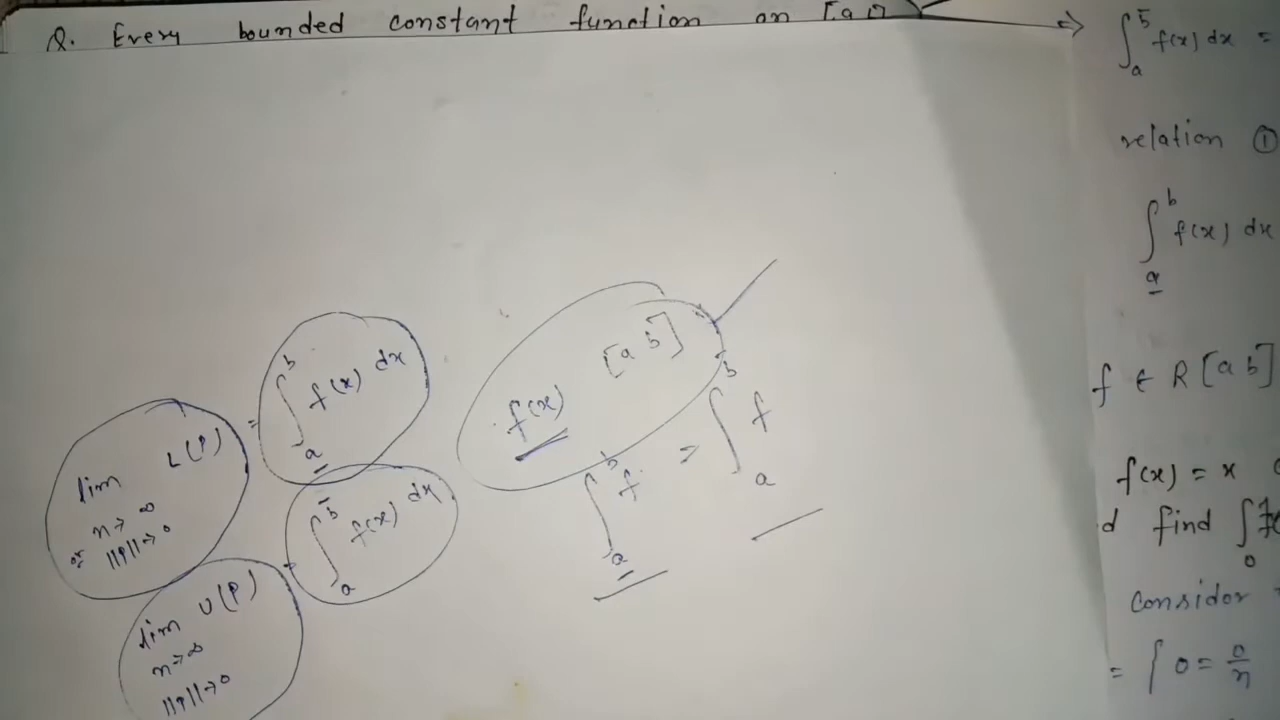 Q. Every bounded constant function on [a
lim L(P) = ∫_a^b f(x) dx
n→∞
or ||P||→0
lim U(P) = ∫_a^b̄ f(x) dx
n→∞
||P||→0
f(x) [a b]
∫_a̲^b f = ∫_a^b f
⇒ ∫_a^b̄ f(x) dx =
relation ①
∫_a̲^b f(x) dx
f ∈ R [a b]
f(x) = x
d find ∫_0^1
Consider
= [ 0 = 0/n